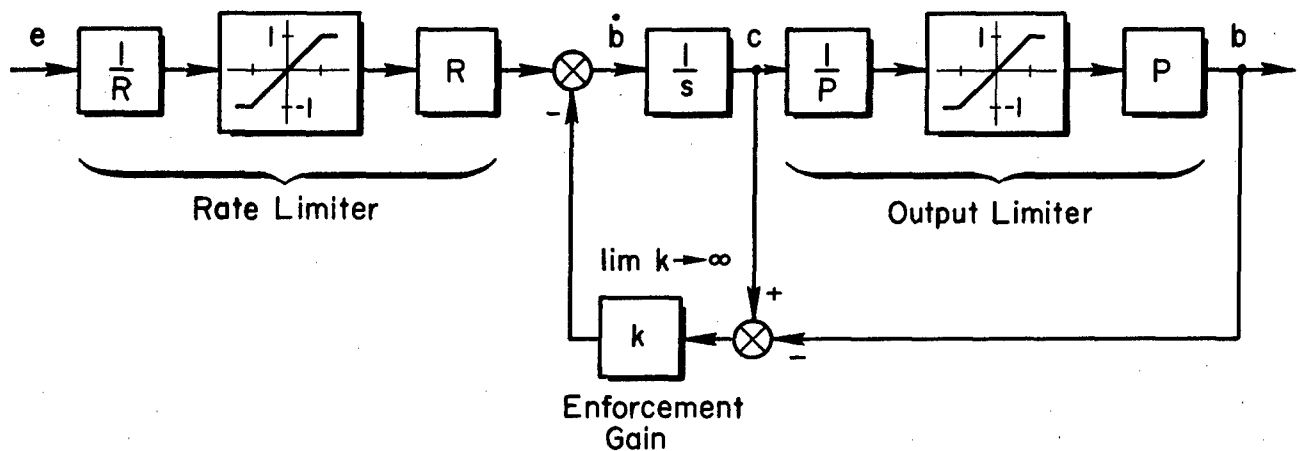 e 1/R 1 -1 R ḃ 1/s c 1/P 1 -1 P b
-
Rate Limiter Output Limiter
lim k→∞
+
k
-
Enforcement
Gain